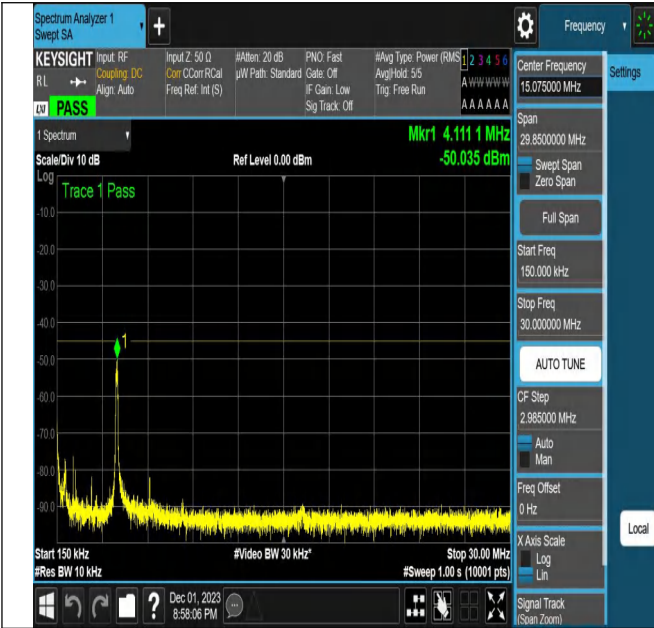 Spectrum Analyzer 1
Swept SA
+
Frequency
KEYSIGHT
RL
LXI
PASS
Input: RF
Coupling: DC
Align: Auto
Input Z: 50 Ω
Corr CCorr RCal
Freq Ref: Int (S)
#Atten: 20 dB
µW Path: Standard
PNO: Fast
Gate: Off
IF Gain: Low
Sig Track: Off
#Avg Type: Power (RMS
Avg|Hold: 5/5
Trig: Free Run
1 2 3 4 5 6
A W W W W W
A A A A A A
1 Spectrum
Scale/Div 10 dB
Log
Ref Level 0.00 dBm
Mkr1 4.111 1 MHz
-50.035 dBm
Trace 1 Pass
-10.0
-20.0
-30.0
-40.0
-50.0
-60.0
-70.0
-80.0
-90.0
1
Start 150 kHz
#Res BW 10 kHz
#Video BW 30 kHz*
Stop 30.00 MHz
#Sweep 1.00 s (10001 pts)
?
Dec 01, 2023
8:58:06 PM
Center Frequency
15.075000 MHz
Settings
Span
29.8500000 MHz
Swept Span
Zero Span
Full Span
Start Freq
150.000 kHz
Stop Freq
30.000000 MHz
AUTO TUNE
CF Step
2.985000 MHz
Auto
Man
Freq Offset
0 Hz
X Axis Scale
Log
Lin
Local
Signal Track
(Span Zoom)